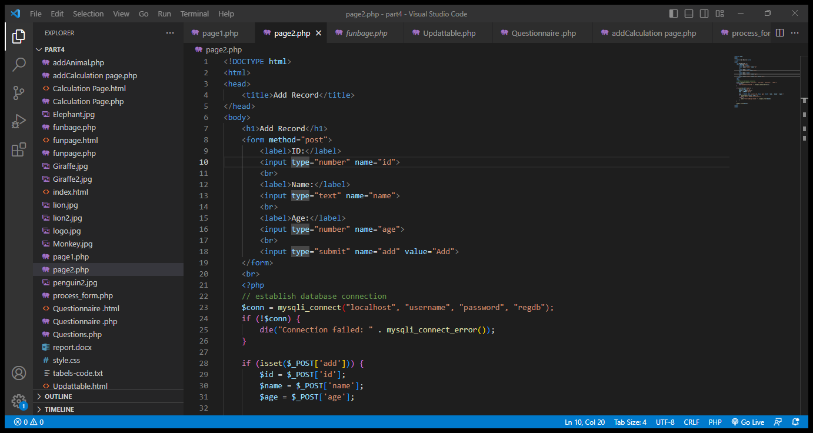 File Edit Selection View Go Run Terminal Help
page2.php - part4 - Visual Studio Code
EXPLORER
PART4
addAnimal.php
addCalculation page.php
Calculation Page.html
Calculation Page.php
Elephant.jpg
funbage.php
funpage.html
funpage.php
Giraffe.jpg
Giraffe2.jpg
index.html
lion.jpg
lion2.jpg
logo.jpg
Monkey.jpg
page1.php
page2.php
penguin2.jpg
process_form.php
Questionnaire .html
Questionnaire .php
Questions.php
report.docx
style.css
tabels-code.txt
Updattable.html
OUTLINE
TIMELINE
page1.php page2.php funbage.php Updattable.php Questionnaire .php addCalculation page.php process_for
page2.php
1 <!DOCTYPE html>
2 <html>
3 <head>
4 <title>Add Record</title>
5 </head>
6 <body>
7 <h1>Add Record</h1>
8 <form method="post">
9 <label>ID:</label>
10 <input type="number" name="id">
11 <br>
12 <label>Name:</label>
13 <input type="text" name="name">
14 <br>
15 <label>Age:</label>
16 <input type="number" name="age">
17 <br>
18 <input type="submit" name="add" value="Add">
19 </form>
20 <br>
21 <?php
22 // establish database connection
23 $conn = mysqli_connect("localhost", "username", "password", "regdb");
24 if (!$conn) {
25 die("Connection failed: " . mysqli_connect_error());
26 }
27
28 if (isset($_POST['add'])) {
29 $id = $_POST['id'];
30 $name = $_POST['name'];
31 $age = $_POST['age'];
32
1
0 0 Ln 10, Col 20 Tab Size: 4 UTF-8 CRLF PHP Go Live